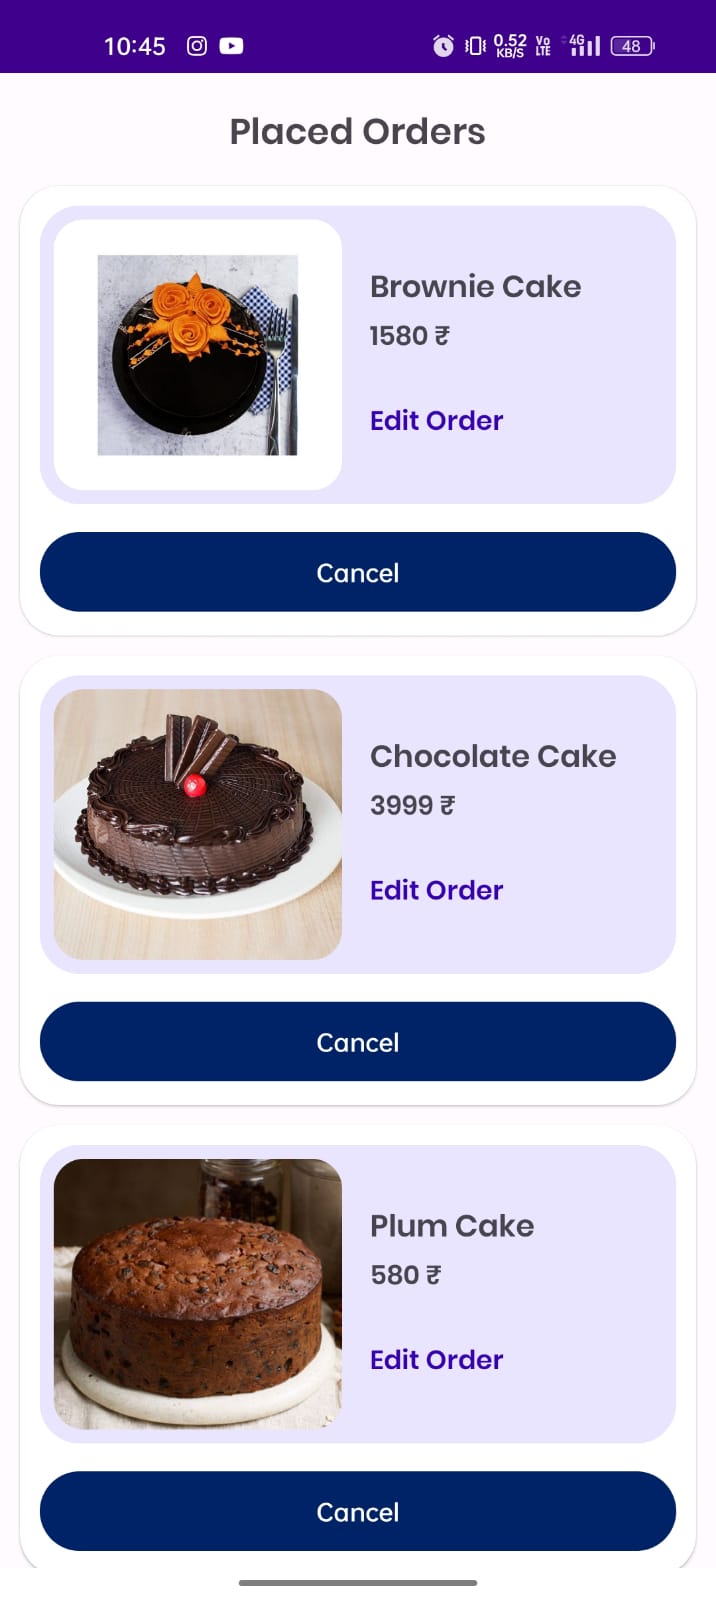 10:45 0.52 KB/S Vo LTE 4G 48
Placed Orders
Brownie Cake
1580 ₹
Edit Order
Cancel
Chocolate Cake
3999 ₹
Edit Order
Cancel
Plum Cake
580 ₹
Edit Order
Cancel